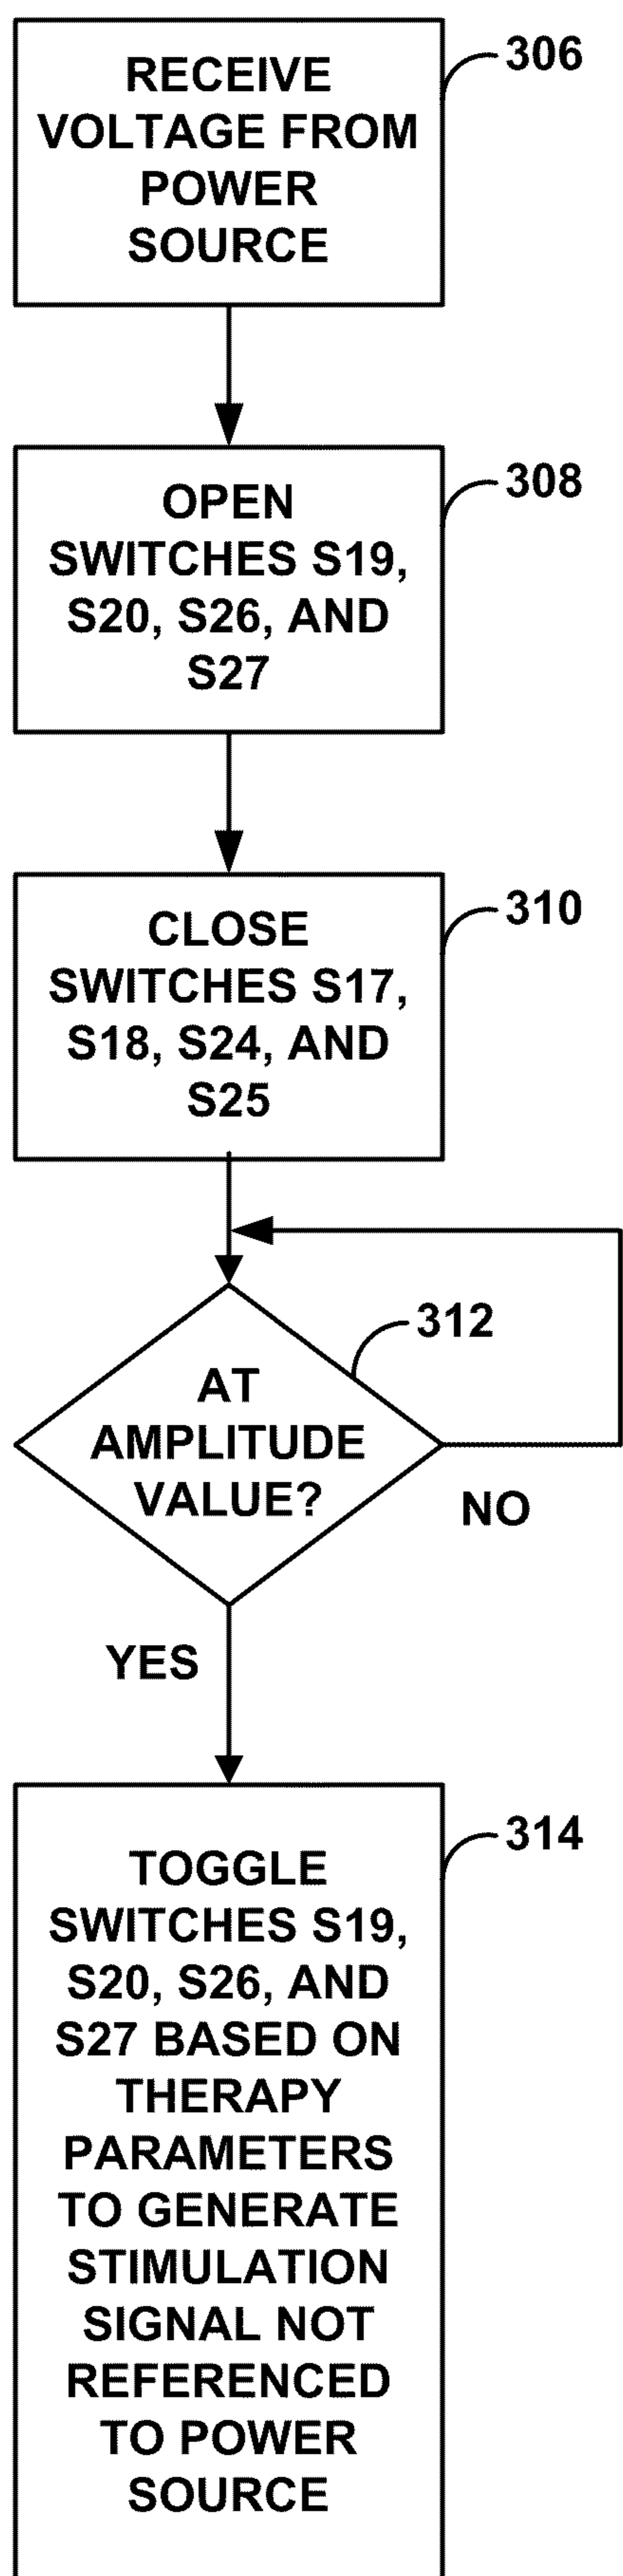 RECEIVE
VOLTAGE FROM
POWER
SOURCE
306
OPEN
SWITCHES S19,
S20, S26, AND
S27
308
CLOSE
SWITCHES S17,
S18, S24, AND
S25
310
AT
AMPLITUDE
VALUE?
312
NO
YES
TOGGLE
SWITCHES S19,
S20, S26, AND
S27 BASED ON
THERAPY
PARAMETERS
TO GENERATE
STIMULATION
SIGNAL NOT
REFERENCED
TO POWER
SOURCE
314